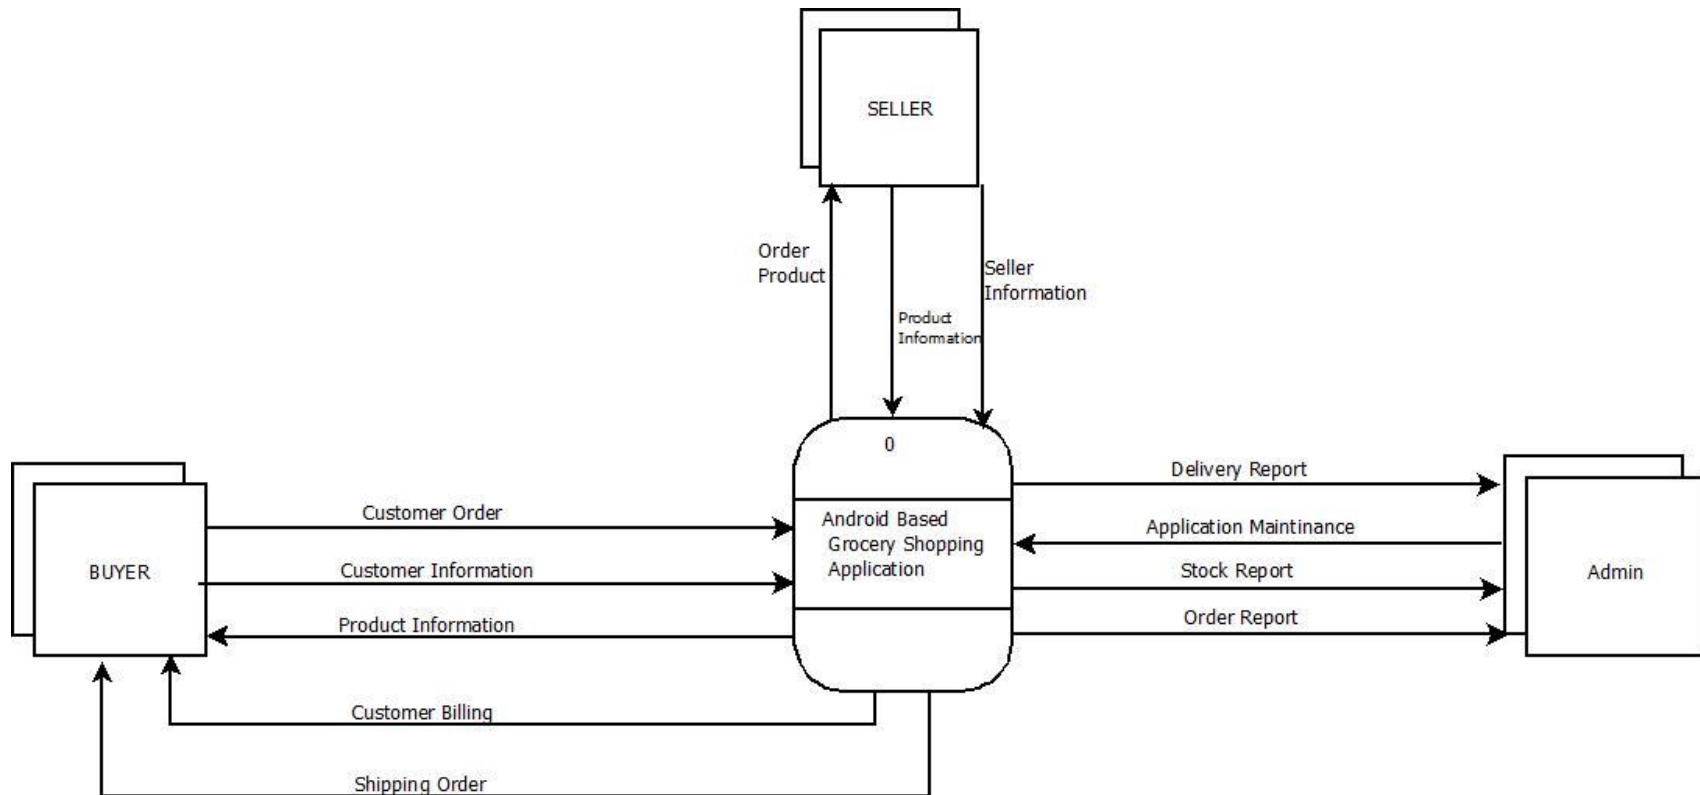 SELLER
Order
Product
Seller
Information
Product
Information
0
Android Based
Grocery Shopping
Application
BUYER
Customer Order
Customer Information
Product Information
Customer Billing
Shipping Order
Delivery Report
Application Maintinance
Stock Report
Order Report
Admin